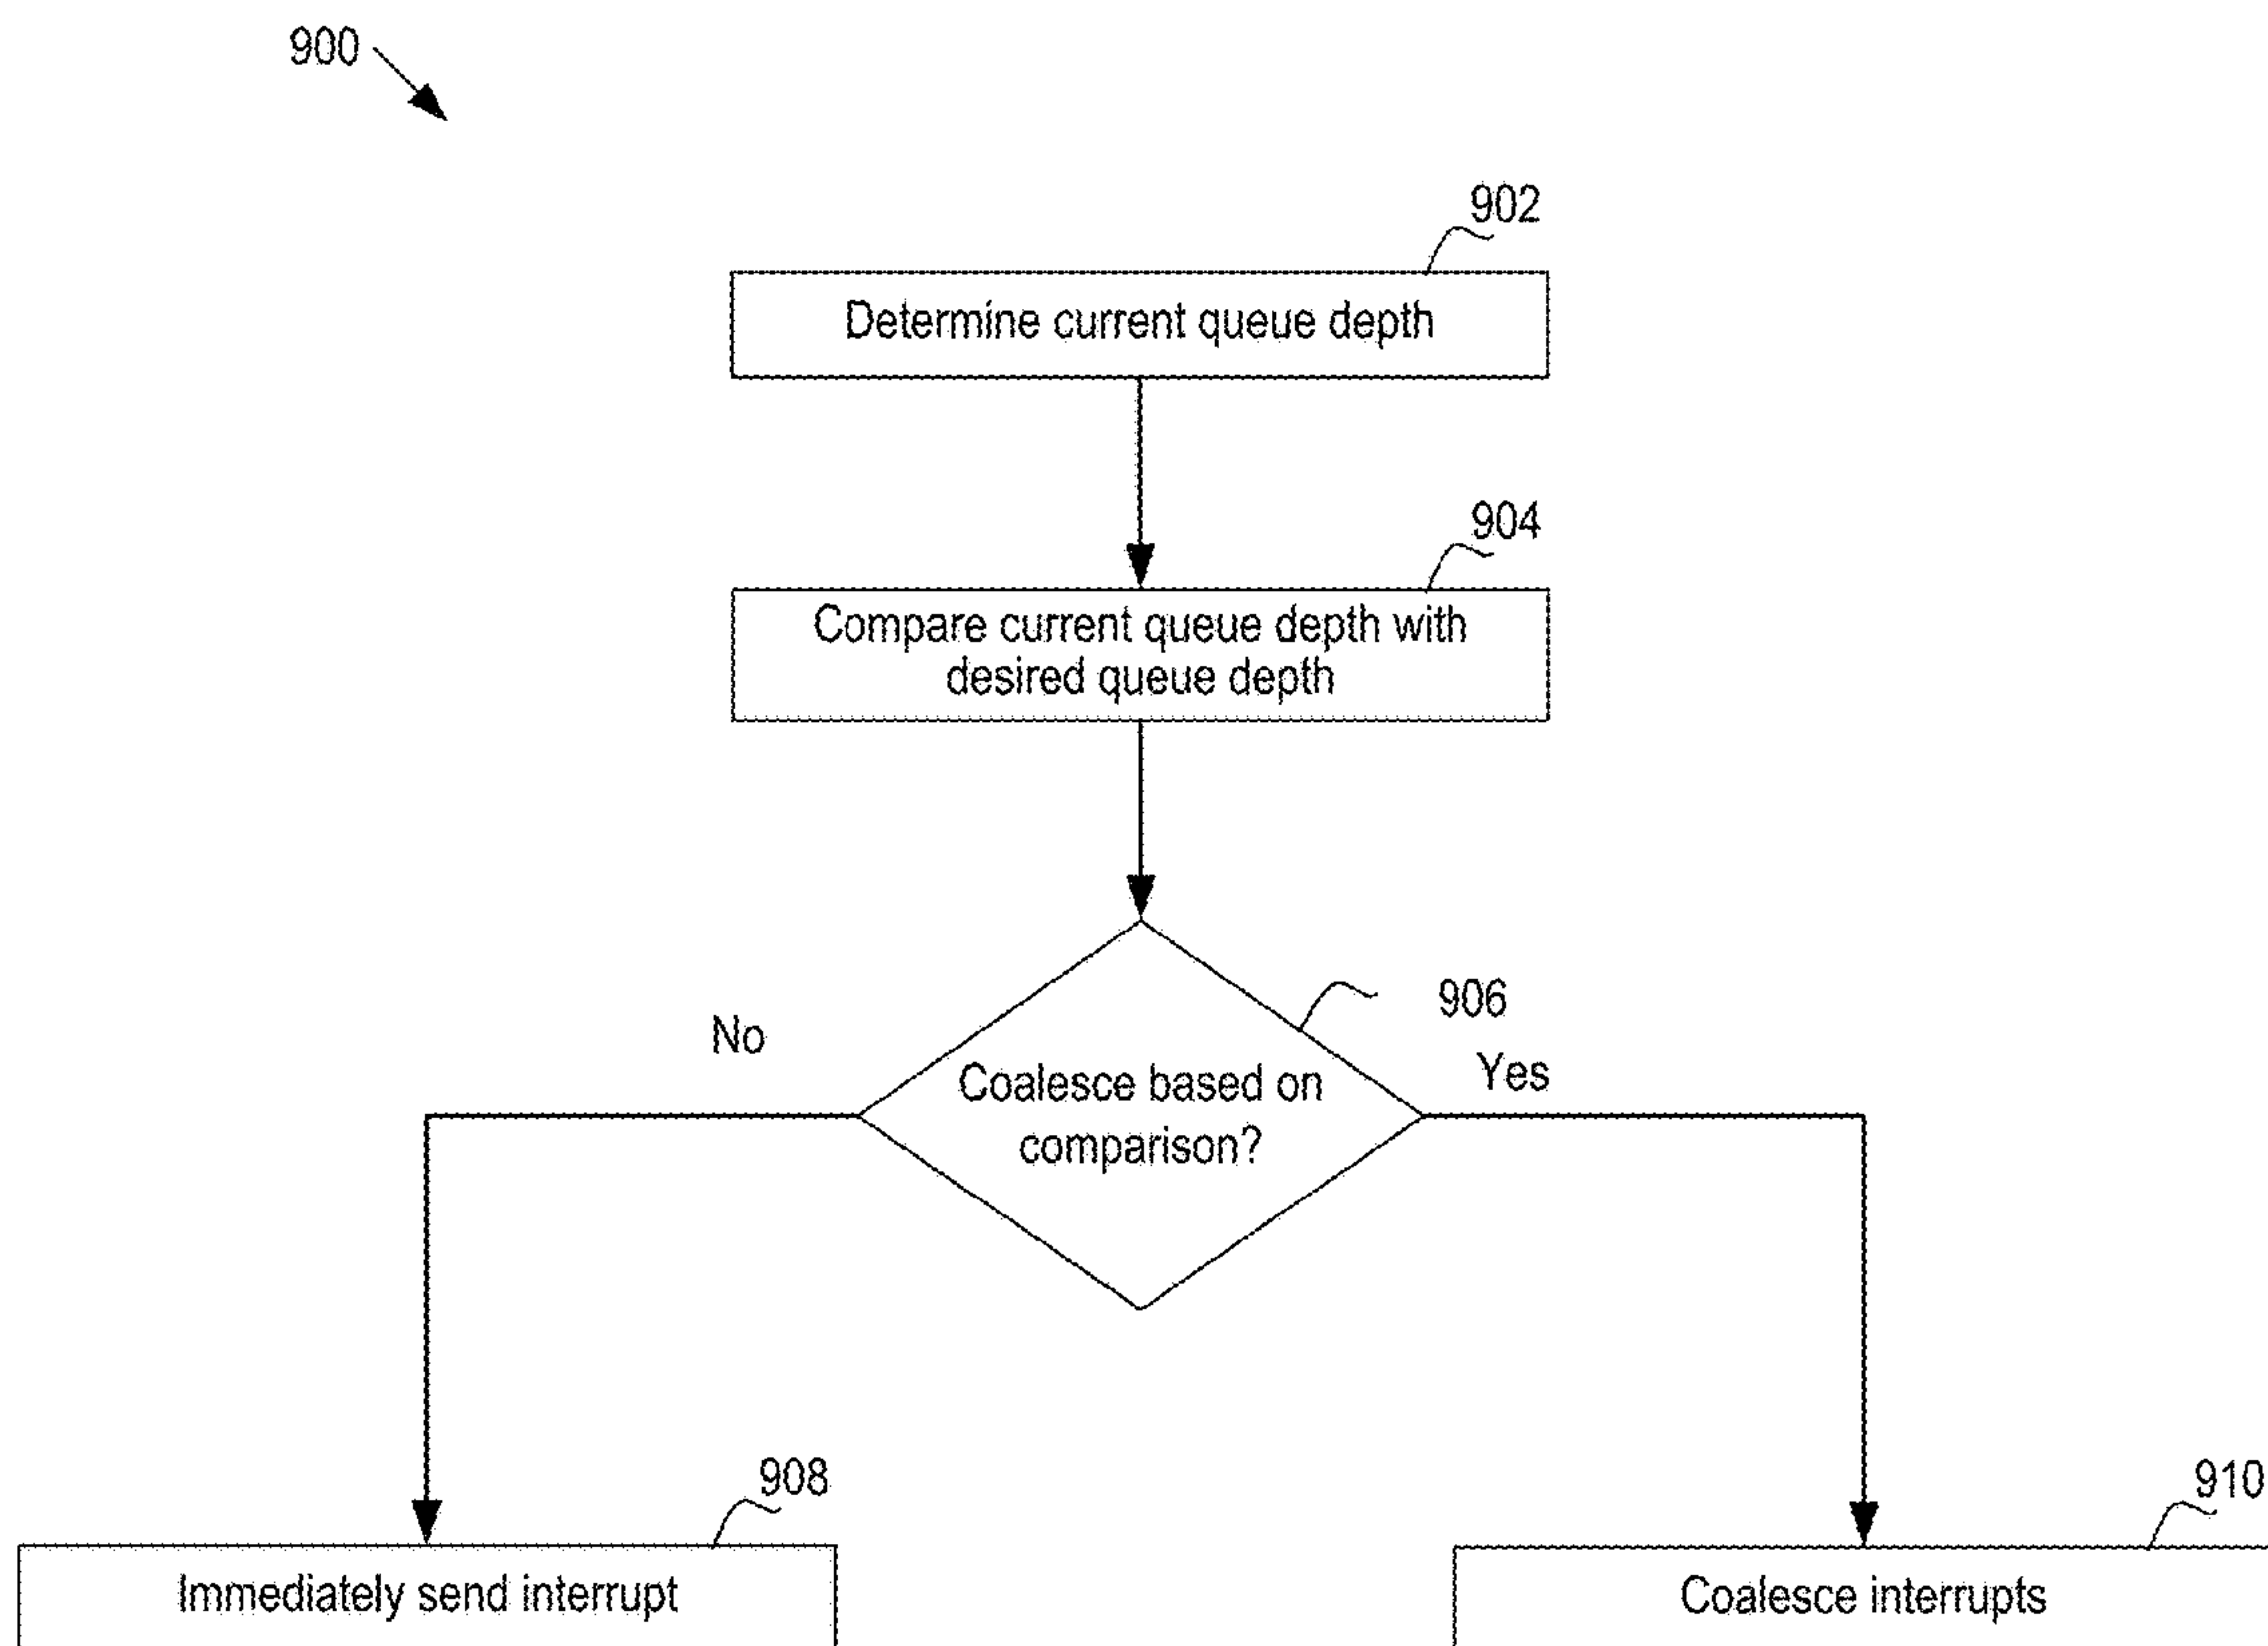 900
902
Determine current queue depth
904
Compare current queue depth with
desired queue depth
906
No
Yes
Coalesce based on
comparison?
908
910
Immediately send interrupt
Coalesce interrupts